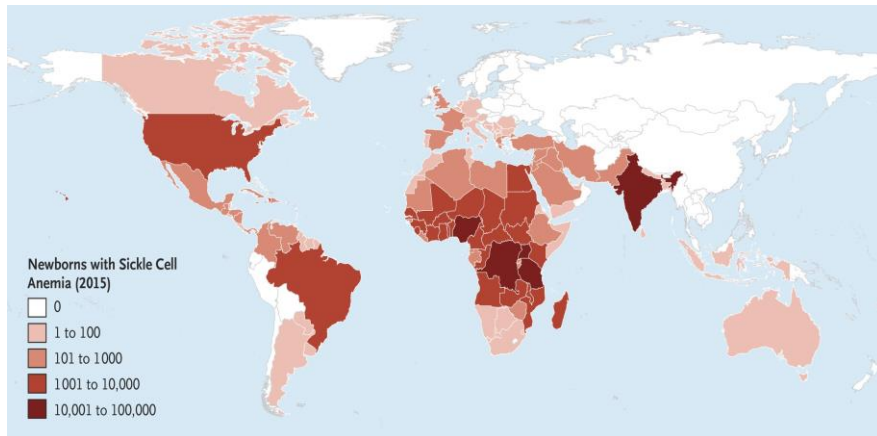 Newborns with Sickle Cell
Anemia (2015)
0
1 to 100
101 to 1000
1001 to 10,000
10,001 to 100,000